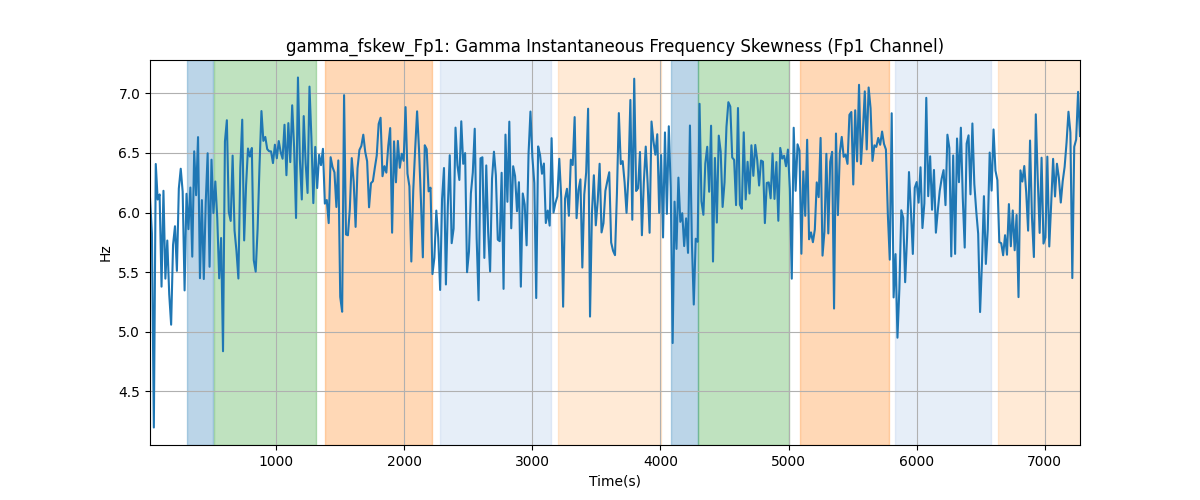 gamma_fskew_Fp1: Gamma Instantaneous Frequency Skewness (Fp1 Channel)
7.0
6.5
6.0
5.5
5.0
4.5
Hz
1000 2000 3000 4000 5000 6000 7000
Time(s)